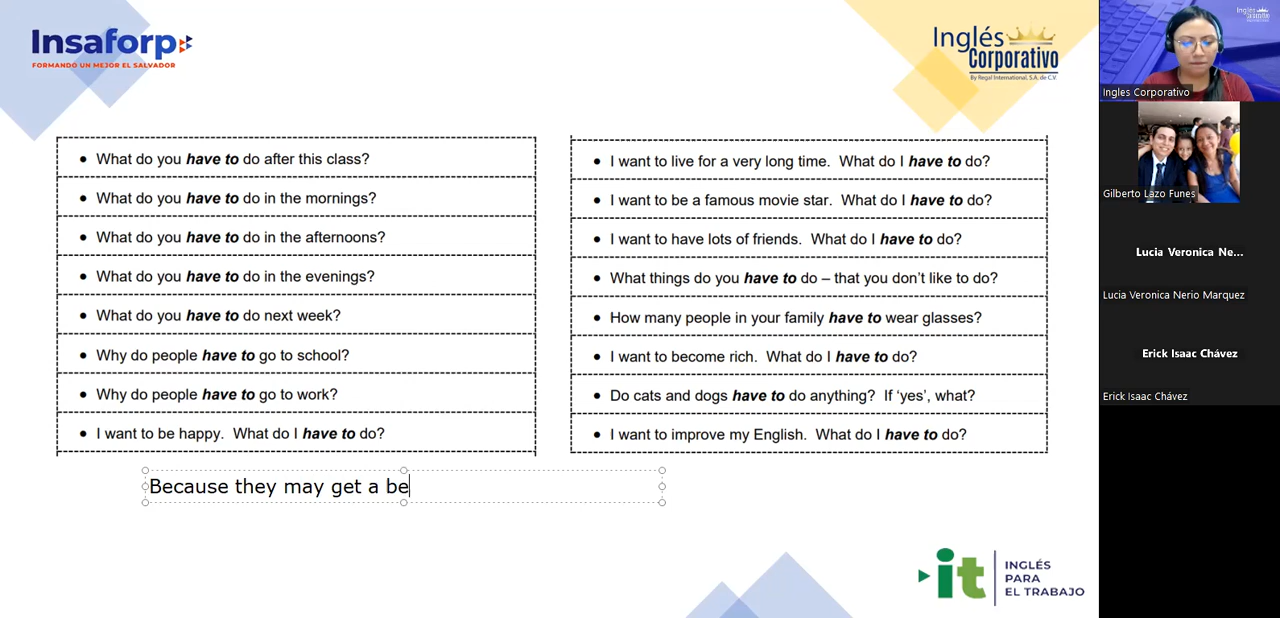 Insaforp
FORMANDO UN MEJOR EL SALVADOR
Inglés
Corporativo
By Regal International, S.A. de C.V.
• What do you have to do after this class?
• What do you have to do in the mornings?
• What do you have to do in the afternoons?
• What do you have to do in the evenings?
• What do you have to do next week?
• Why do people have to go to school?
• Why do people have to go to work?
• I want to be happy. What do I have to do?
• I want to live for a very long time. What do I have to do?
• I want to be a famous movie star. What do I have to do?
• I want to have lots of friends. What do I have to do?
• What things do you have to do – that you don’t like to do?
• How many people in your family have to wear glasses?
• I want to become rich. What do I have to do?
• Do cats and dogs have to do anything? If ‘yes’, what?
• I want to improve my English. What do I have to do?
Because they may get a be
it
INGLÉS
PARA
EL TRABAJO
Ingles Corporativo
Gilberto Lazo Funes
Lucia Veronica Ne...
Lucia Veronica Nerio Marquez
Erick Isaac Chávez
Erick Isaac Chávez